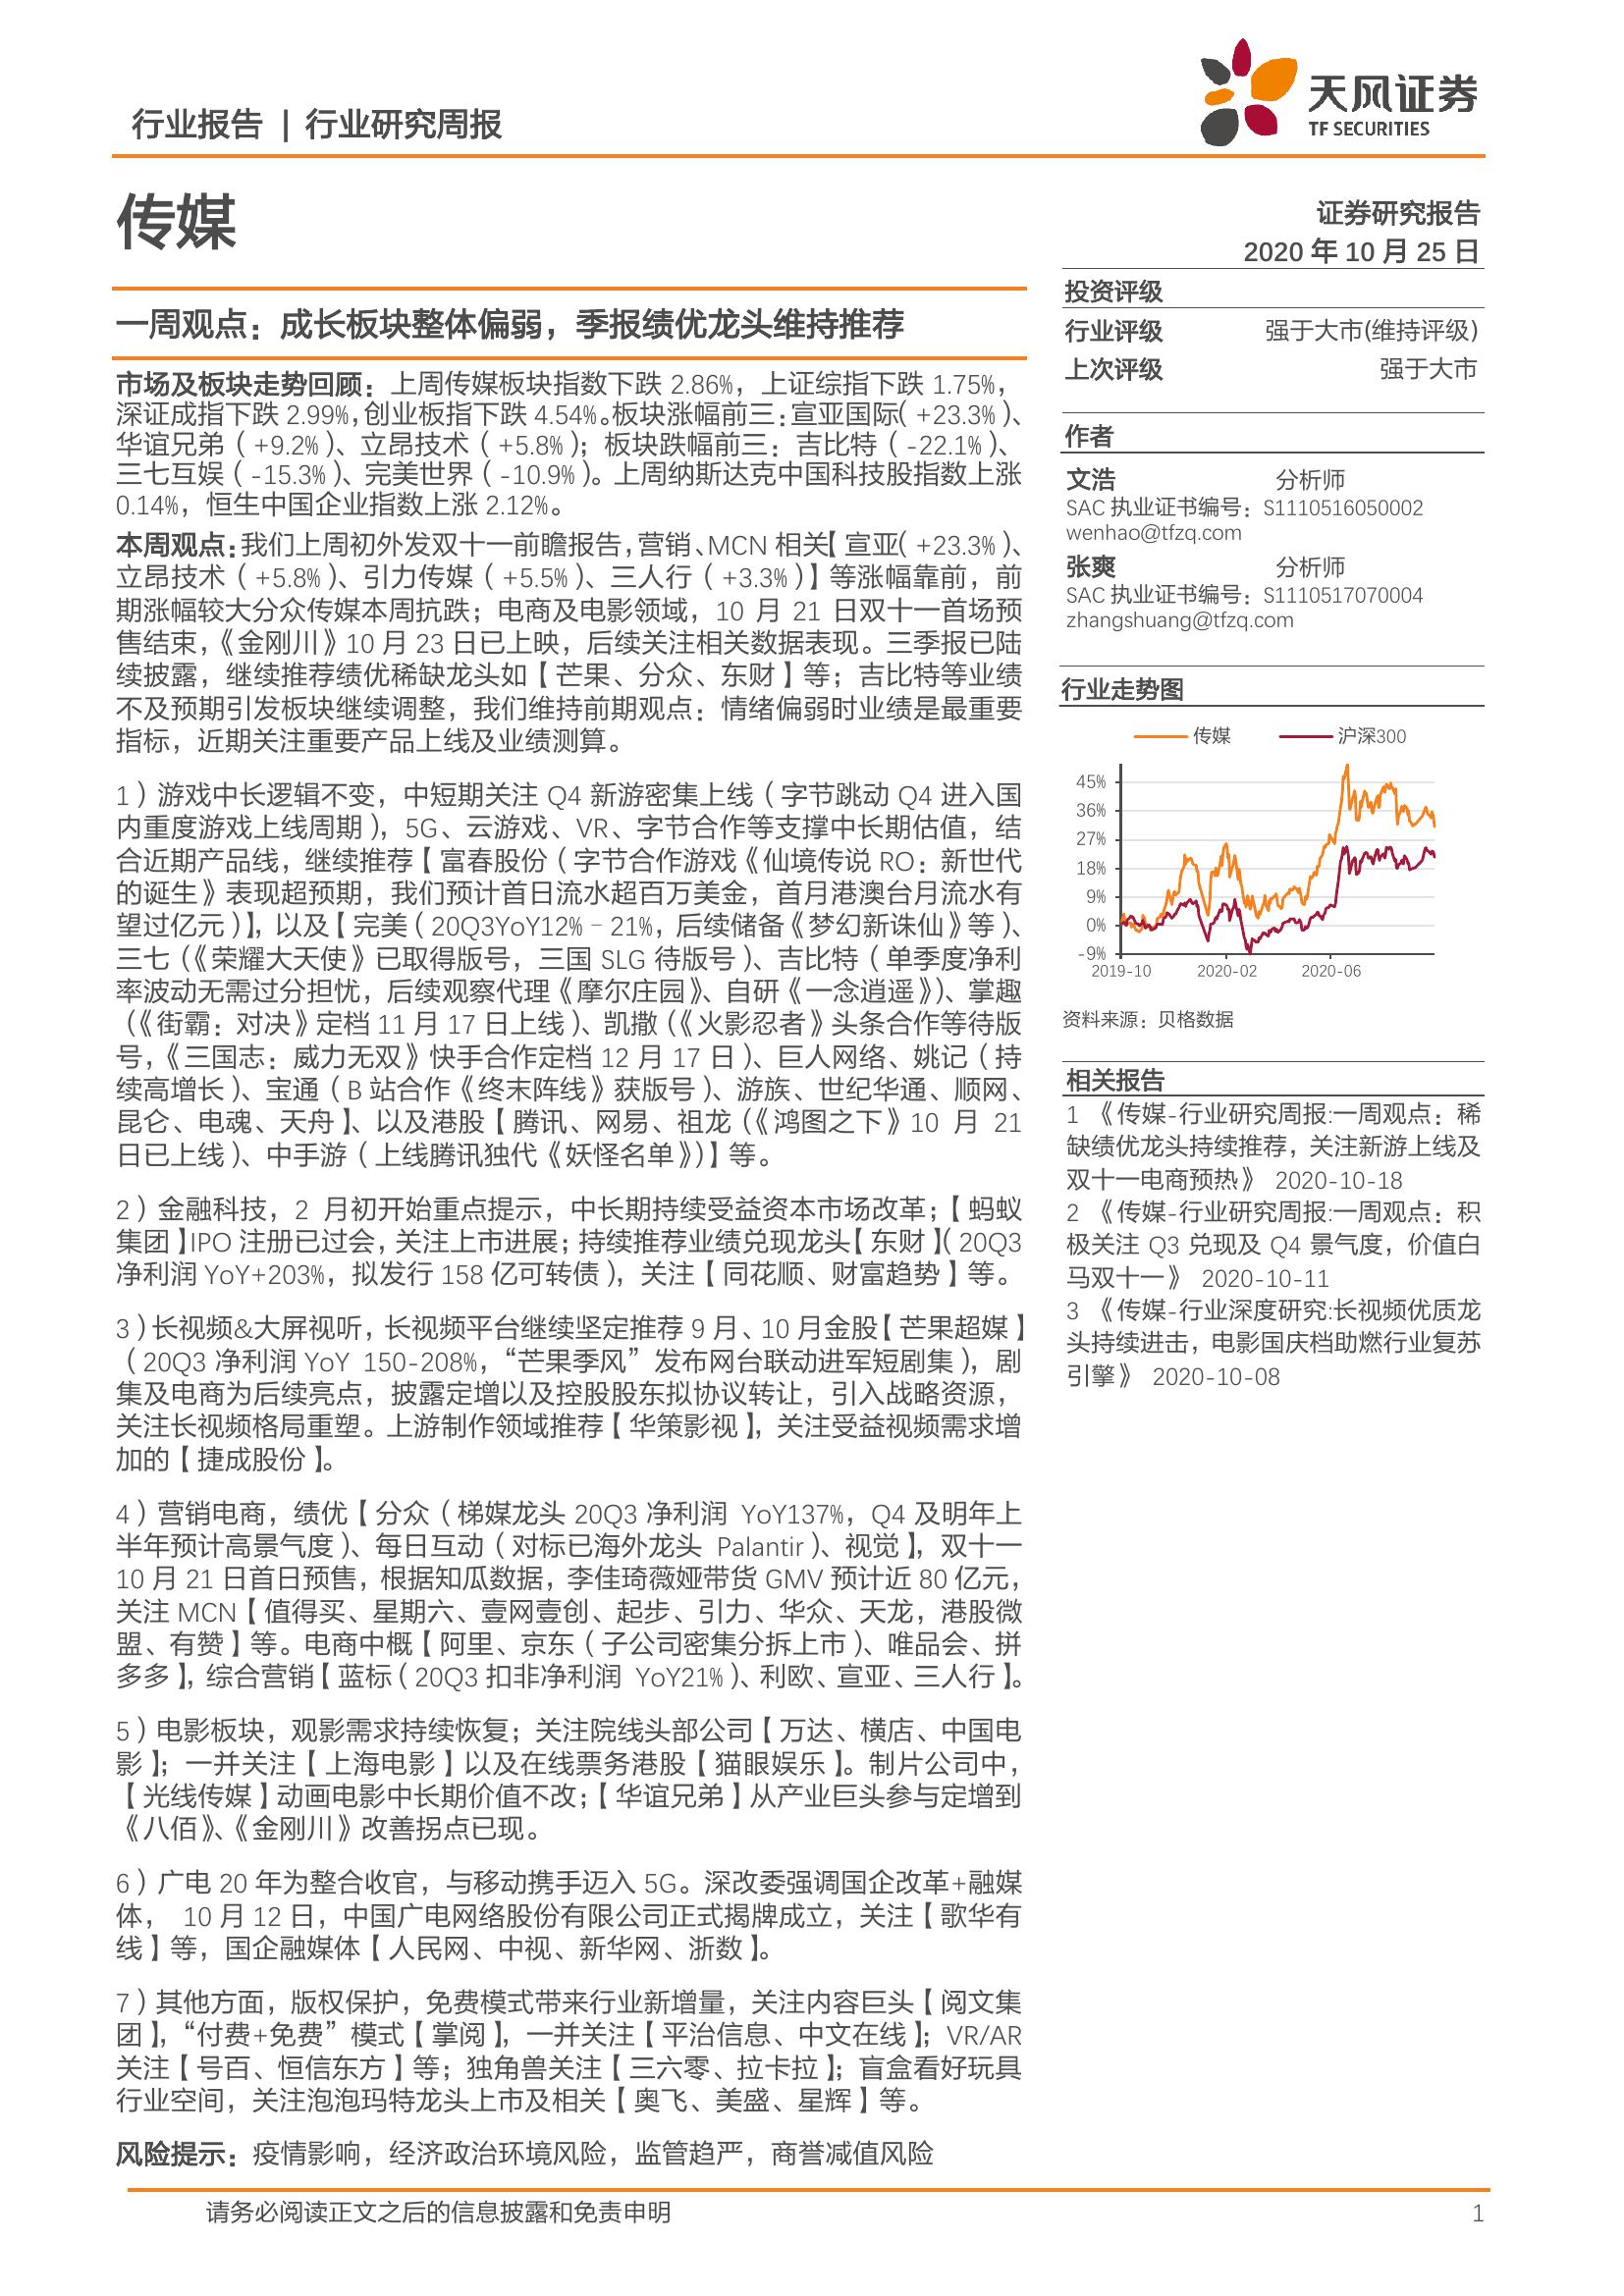 行业报告 | 行业研究周报
天风证券
TF SECURITIES
传媒
证券研究报告
2020 年 10 月 25 日
一周观点：成长板块整体偏弱，季报绩优龙头维持推荐
市场及板块走势回顾：上周传媒板块指数下跌 2.86%，上证综指下跌 1.75%，
深证成指下跌 2.99%，创业板指下跌 4.54%。板块涨幅前三：宣亚国际（+23.3%）、
华谊兄弟（+9.2%）、立昂技术（+5.8%）；板块跌幅前三：吉比特（-22.1%）、
三七互娱（-15.3%）、完美世界（-10.9%）。上周纳斯达克中国科技股指数上涨
0.14%，恒生中国企业指数上涨 2.12%。
本周观点：我们上周初外发双十一前瞻报告，营销、MCN 相关【宣亚（+23.3%）、
立昂技术（+5.8%）、引力传媒（+5.5%）、三人行（+3.3%）】等涨幅靠前，前
期涨幅较大分众传媒本周抗跌；电商及电影领域，10 月 21 日双十一首场预
售结束，《金刚川》10 月 23 日已上映，后续关注相关数据表现。三季报已陆
续披露，继续推荐绩优稀缺龙头如【芒果、分众、东财】等；吉比特等业绩
不及预期引发板块继续调整，我们维持前期观点：情绪偏弱时业绩是最重要
指标，近期关注重要产品上线及业绩测算。
1）游戏中长逻辑不变，中短期关注 Q4 新游密集上线（字节跳动 Q4 进入国
内重度游戏上线周期），5G、云游戏、VR、字节合作等支撑中长期估值，结
合近期产品线，继续推荐【富春股份（字节合作游戏《仙境传说 RO：新世代
的诞生》表现超预期，我们预计首日流水超百万美金，首月港澳台月流水有
望过亿元）】，以及【完美（20Q3YoY12%–21%，后续储备《梦幻新诛仙》等）、
三七（《荣耀大天使》已取得版号，三国 SLG 待版号）、吉比特（单季度净利
率波动无需过分担忧，后续观察代理《摩尔庄园》、自研《一念逍遥》）、掌趣
（《街霸：对决》定档 11 月 17 日上线）、凯撒（《火影忍者》头条合作等待版
号，《三国志：威力无双》快手合作定档 12 月 17 日）、巨人网络、姚记（持
续高增长）、宝通（B 站合作《终末阵线》获版号）、游族、世纪华通、顺网、
昆仑、电魂、天舟】、以及港股【腾讯、网易、祖龙（《鸿图之下》10 月 21
日已上线）、中手游（上线腾讯独代《妖怪名单》）】等。
2）金融科技，2 月初开始重点提示，中长期持续受益资本市场改革；【蚂蚁
集团】IPO 注册已过会，关注上市进展；持续推荐业绩兑现龙头【东财】（20Q3
净利润 YoY+203%，拟发行 158 亿可转债），关注【同花顺、财富趋势】等。
3）长视频&大屏视听，长视频平台继续坚定推荐 9 月、10 月金股【芒果超媒】
（20Q3 净利润 YoY 150-208%，“芒果季风”发布网台联动进军短剧集），剧
集及电商为后续亮点，披露定增以及控股股东拟协议转让，引入战略资源，
关注长视频格局重塑。上游制作领域推荐【华策影视】，关注受益视频需求增
加的【捷成股份】。
4）营销电商，绩优【分众（梯媒龙头 20Q3 净利润 YoY137%，Q4 及明年上
半年预计高景气度）、每日互动（对标已海外龙头 Palantir）、视觉】，双十一
10 月 21 日首日预售，根据知瓜数据，李佳琦薇娅带货 GMV 预计近 80 亿元，
关注 MCN【值得买、星期六、壹网壹创、起步、引力、华众、天龙，港股微
盟、有赞】等。电商中概【阿里、京东（子公司密集分拆上市）、唯品会、拼
多多】，综合营销【蓝标（20Q3 扣非净利润 YoY21%）、利欧、宣亚、三人行】。
5）电影板块，观影需求持续恢复；关注院线头部公司【万达、横店、中国电
影】；一并关注【上海电影】以及在线票务港股【猫眼娱乐】。制片公司中，
【光线传媒】动画电影中长期价值不改；【华谊兄弟】从产业巨头参与定增到
《八佰》、《金刚川》改善拐点已现。
6）广电 20 年为整合收官，与移动携手迈入 5G。深改委强调国企改革+融媒
体， 10 月 12 日，中国广电网络股份有限公司正式揭牌成立，关注【歌华有
线】等，国企融媒体【人民网、中视、新华网、浙数】。
7）其他方面，版权保护，免费模式带来行业新增量，关注内容巨头【阅文集
团】，“付费+免费”模式【掌阅】，一并关注【平治信息、中文在线】；VR/AR
关注【号百、恒信东方】等；独角兽关注【三六零、拉卡拉】；盲盒看好玩具
行业空间，关注泡泡玛特龙头上市及相关【奥飞、美盛、星辉】等。
风险提示：疫情影响，经济政治环境风险，监管趋严，商誉减值风险
投资评级
行业评级 强于大市(维持评级)
上次评级 强于大市
作者
文浩 分析师
SAC 执业证书编号：S1110516050002
wenhao@tfzq.com
张爽 分析师
SAC 执业证书编号：S1110517070004
zhangshuang@tfzq.com
行业走势图
传媒 沪深300
45%
36%
27%
18%
9%
0%
-9%
2019-10 2020-02 2020-06
资料来源：贝格数据
相关报告
1 《传媒-行业研究周报:一周观点：稀
缺绩优龙头持续推荐，关注新游上线及
双十一电商预热》 2020-10-18
2 《传媒-行业研究周报:一周观点：积
极关注 Q3 兑现及 Q4 景气度，价值白
马双十一》 2020-10-11
3 《传媒-行业深度研究:长视频优质龙
头持续进击，电影国庆档助燃行业复苏
引擎》 2020-10-08
请务必阅读正文之后的信息披露和免责申明
1